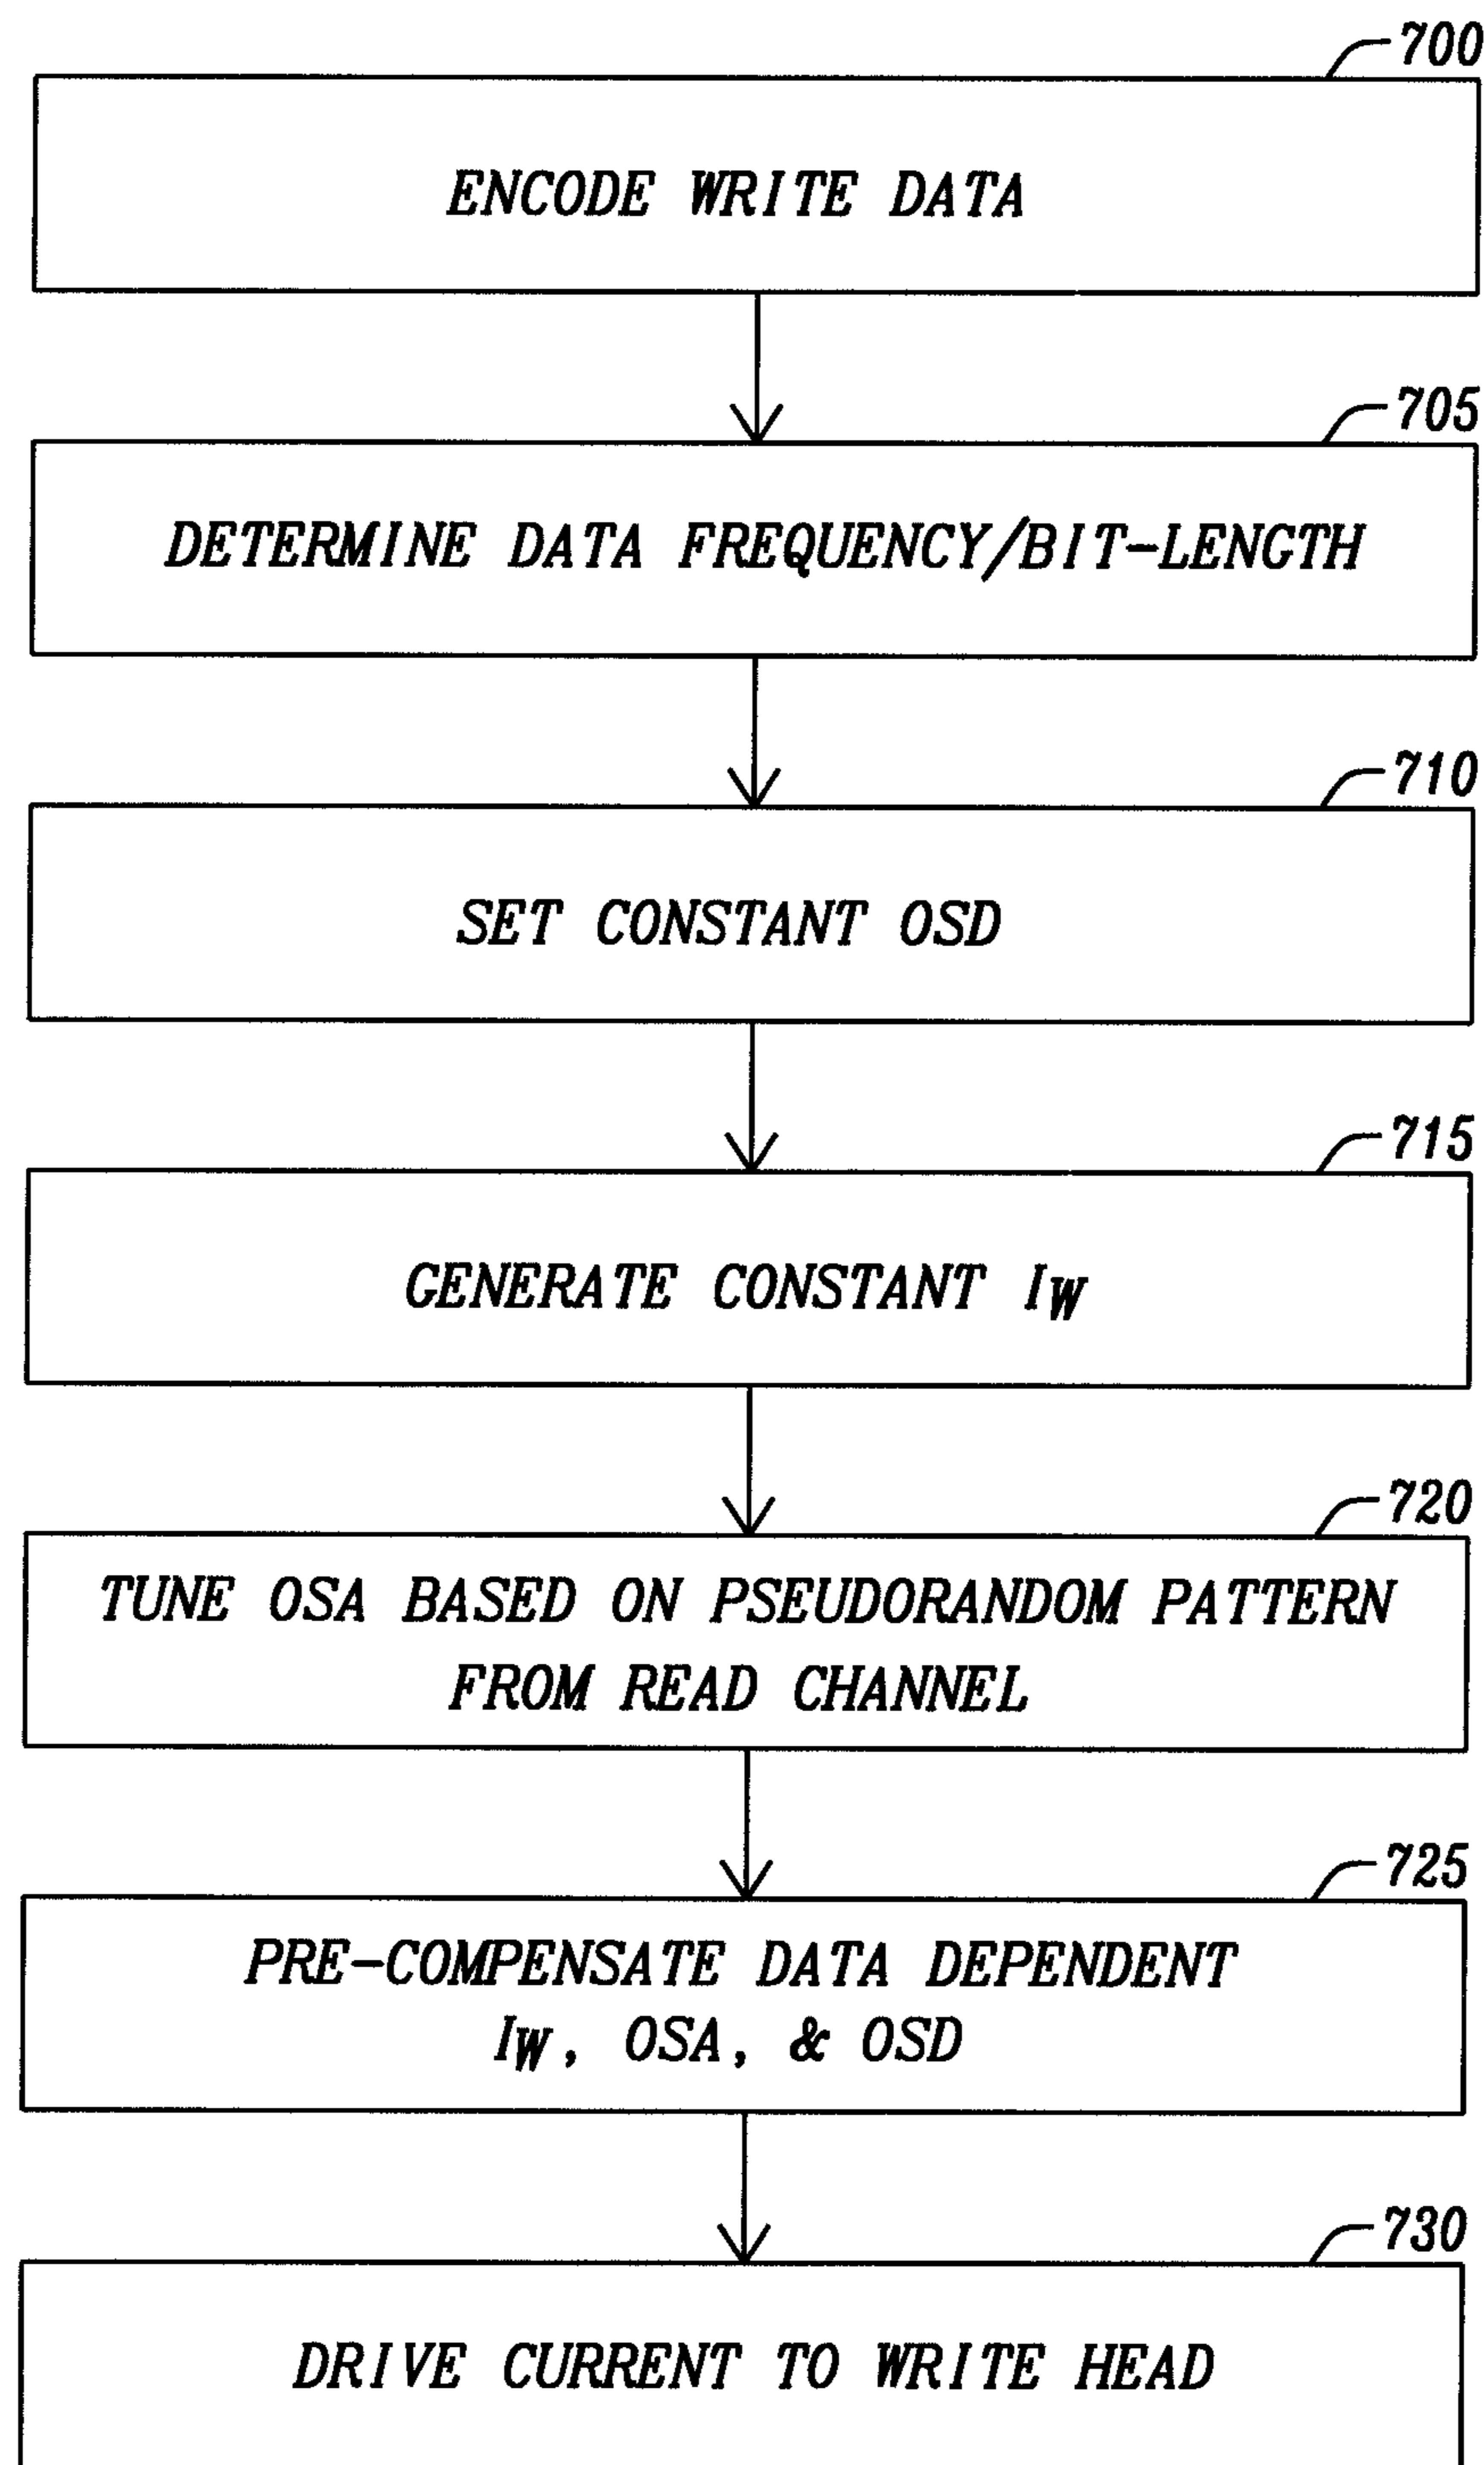 700
ENCODE WRITE DATA
705
DETERMINE DATA FREQUENCY/BIT-LENGTH
710
SET CONSTANT OSD
715
GENERATE CONSTANT IW
720
TUNE OSA BASED ON PSEUDORANDOM PATTERN
FROM READ CHANNEL
725
PRE-COMPENSATE DATA DEPENDENT
IW, OSA, & OSD
730
DRIVE CURRENT TO WRITE HEAD